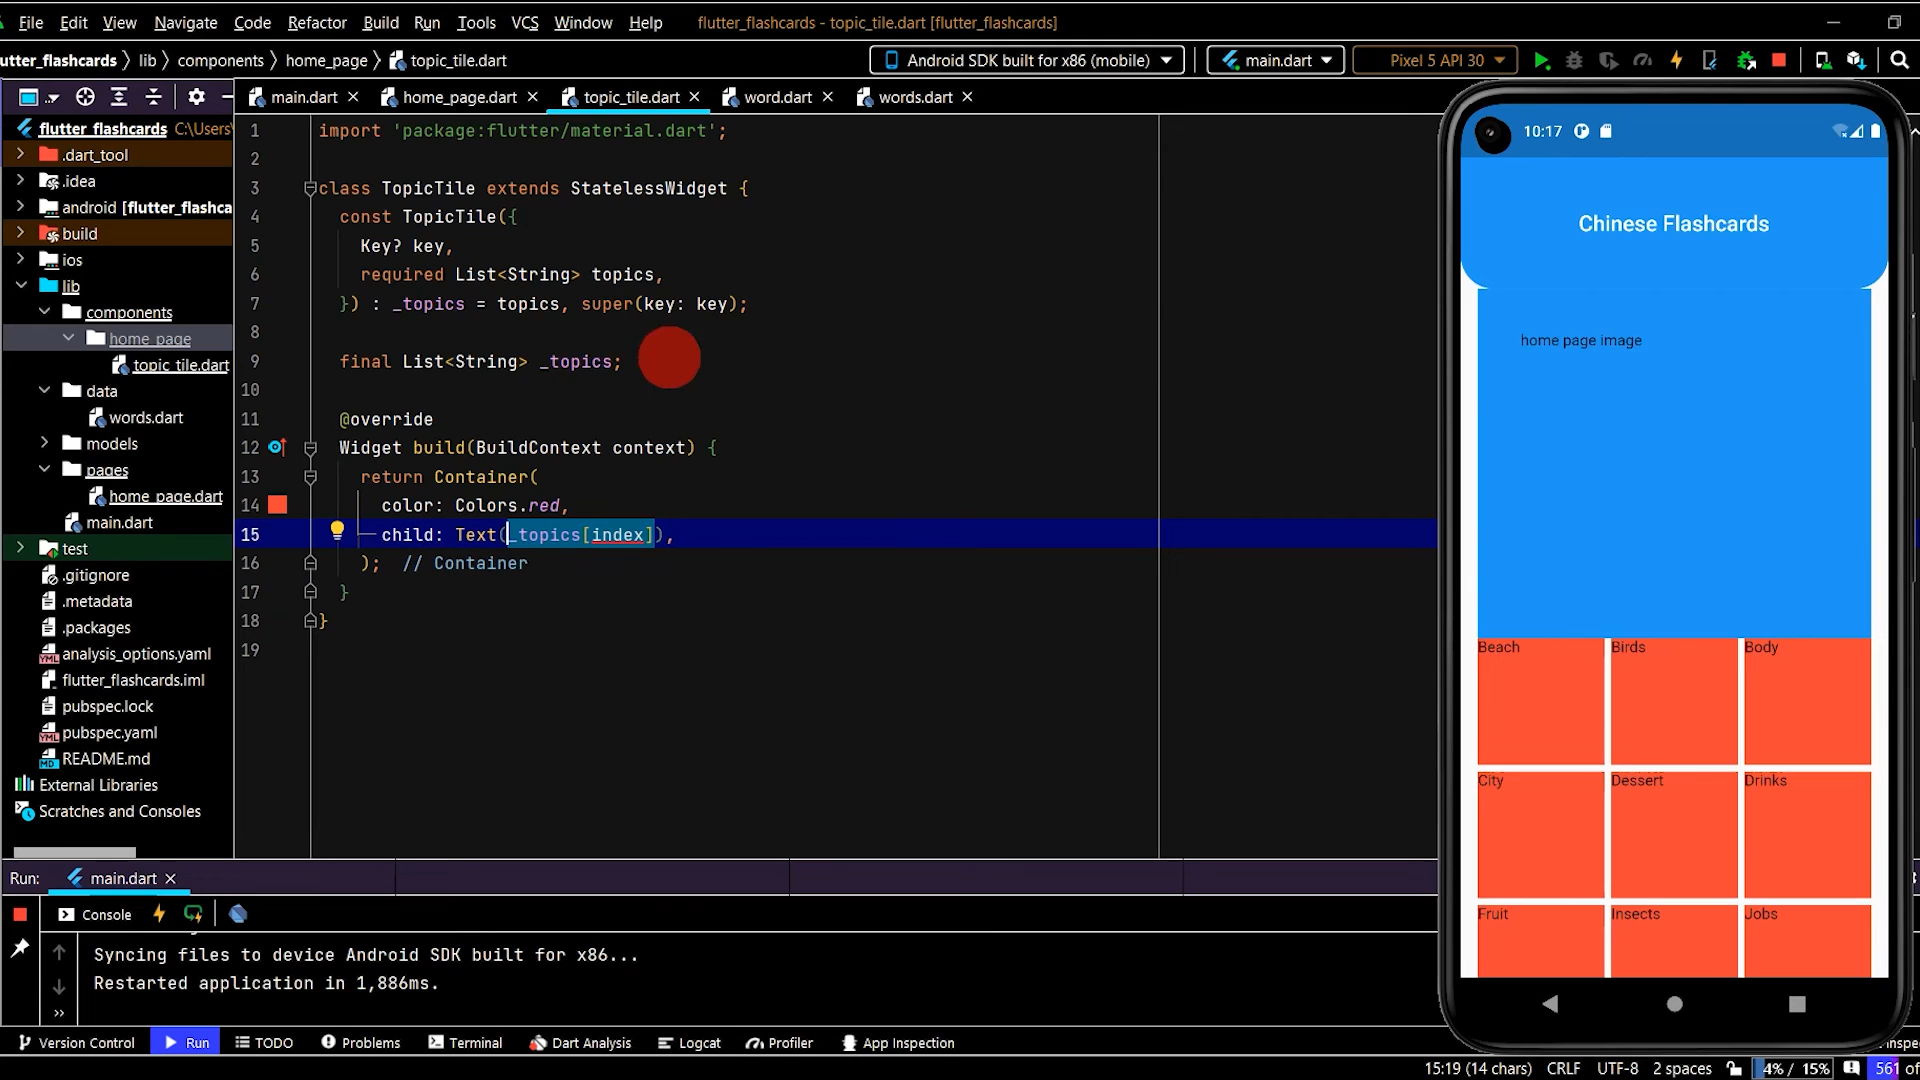 File Edit View Navigate Code Refactor Build Run Tools VCS Window Help flutter_flashcards - topic_tile.dart [flutter_flashcards]
utter_flashcards lib components home_page topic_tile.dart Android SDK built for x86 (mobile) main.dart Pixel 5 API 30
main.dart home_page.dart topic_tile.dart word.dart words.dart
flutter_flashcards C:\Users
.dart_tool
.idea
android [flutter_flashca
build
ios
lib
components
home_page
topic_tile.dart
data
words.dart
models
pages
home_page.dart
main.dart
test
.gitignore
.metadata
.packages
analysis_options.yaml
flutter_flashcards.iml
pubspec.lock
pubspec.yaml
README.md
External Libraries
Scratches and Consoles
1 import 'package:flutter/material.dart';
2
3 class TopicTile extends StatelessWidget {
4 const TopicTile({
5 Key? key,
6 required List<String> topics,
7 }) : _topics = topics, super(key: key);
8
9 final List<String> _topics;
10
11 @override
12 Widget build(BuildContext context) {
13 return Container(
14 color: Colors.red,
15 child: Text(_topics[index]),
16 ); // Container
17 }
18 }
19
10:17
Chinese Flashcards
home page image
Beach Birds Body
City Dessert Drinks
Fruit Insects Jobs
Run: main.dart
Console
Syncing files to device Android SDK built for x86...
Restarted application in 1,886ms.
Version Control Run TODO Problems Terminal Dart Analysis Logcat Profiler App Inspection
15:19 (14 chars) CRLF UTF-8 2 spaces 4% / 15% 561 of